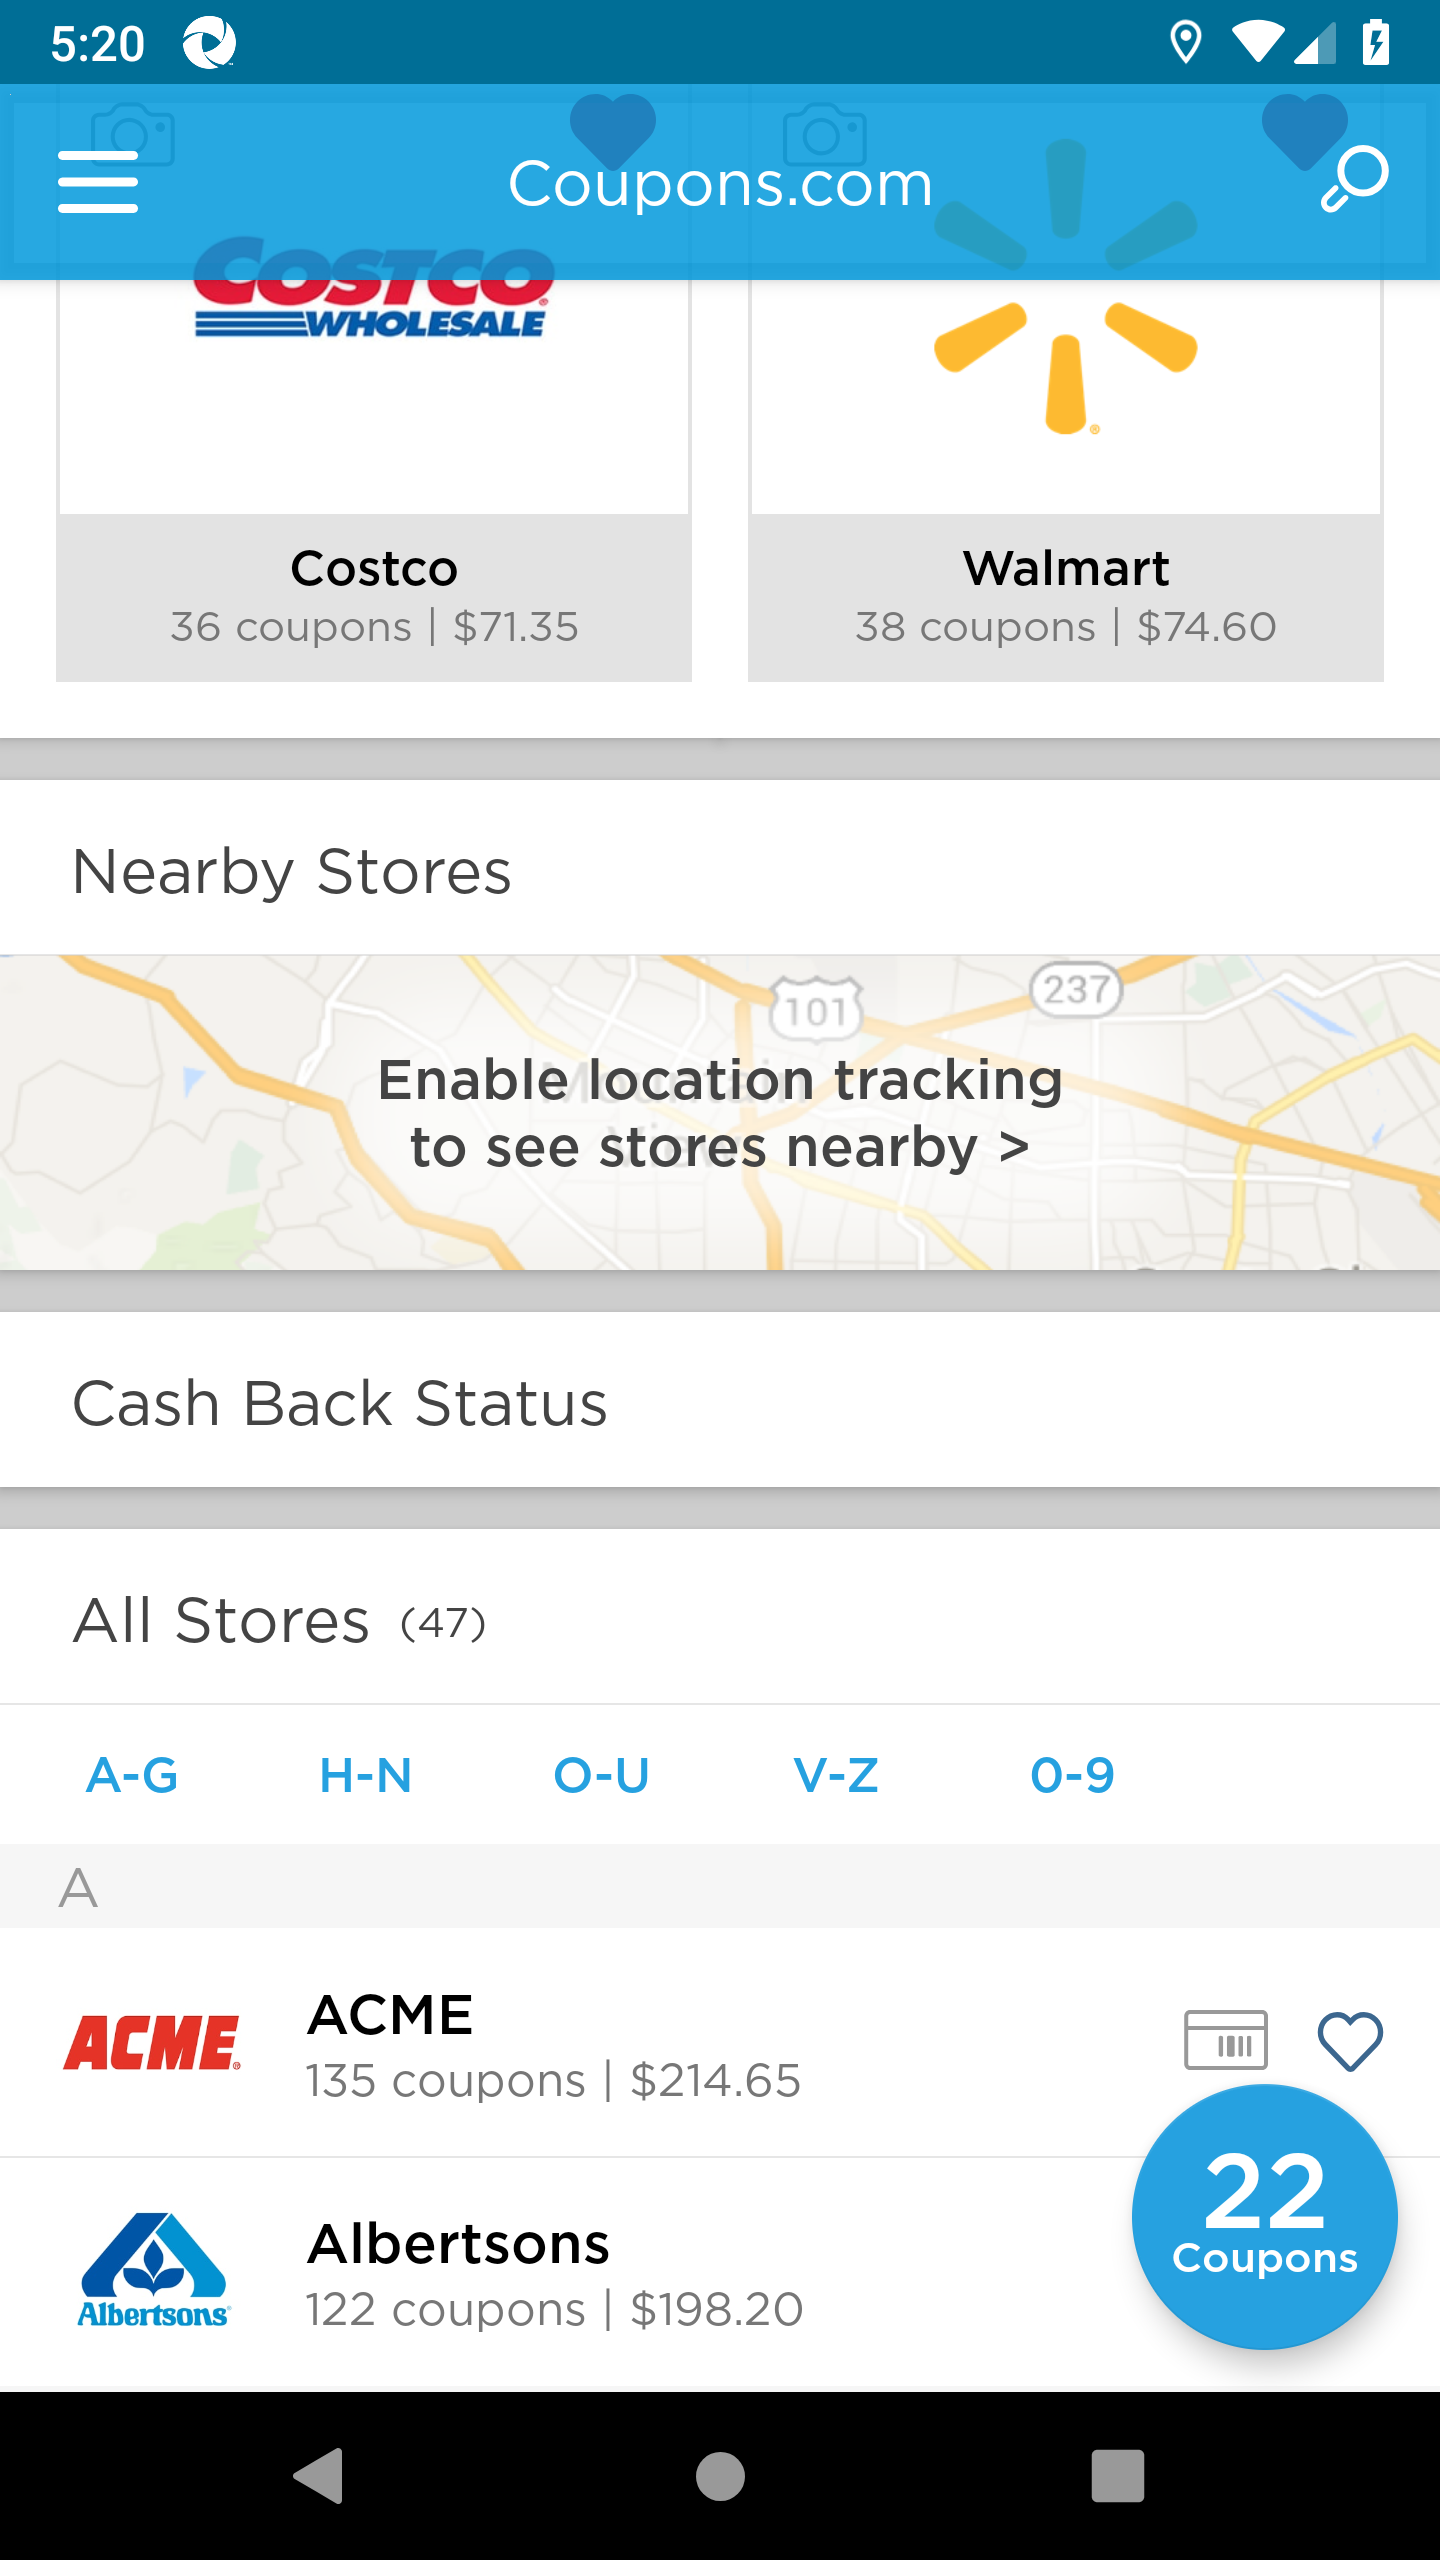 5:20
Coupons.com
COSTCO
WHOLESALE
Costco
36 coupons | $71.35
Walmart
38 coupons | $74.60
Nearby Stores
101
237
Mountain View
Enable location tracking
to see stores nearby >
Cash Back Status
All Stores (47)
A-G H-N O-U V-Z 0-9
A
ACME
ACME
135 coupons | $214.65
Albertsons
Albertsons
122 coupons | $198.20
22
Coupons